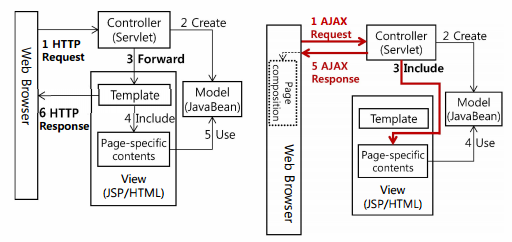 Web Browser
1 HTTP
Request
Controller
(Servlet)
2 Create
3 Forward
6 HTTP
Response
Template
4 Include
Page-specific
contents
View
(JSP/HTML)
Model
(JavaBean)
5 Use
Web Browser
Page
composition
1 AJAX
Request
5 AJAX
Response
Controller
(Servlet)
2 Create
3 Include
Template
Page-specific
contents
View
(JSP/HTML)
Model
(JavaBean)
4 Use